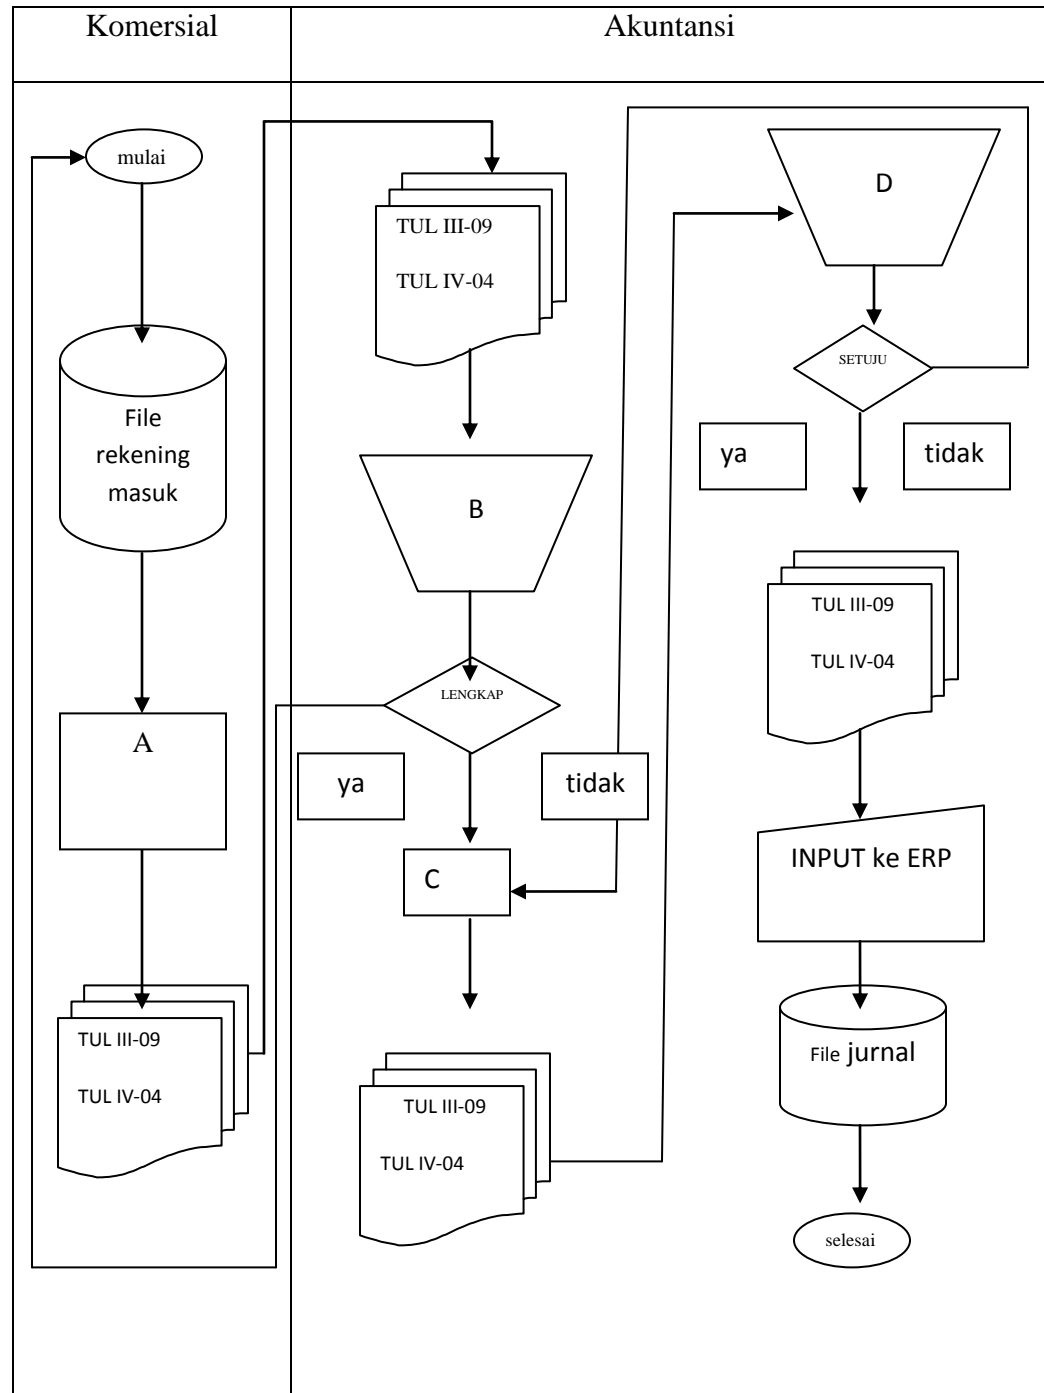 Komersial
Akuntansi
mulai
File
rekening
masuk
A
TUL III-09
TUL IV-04
TUL III-09
TUL IV-04
B
LENGKAP
ya
tidak
C
TUL III-09
TUL IV-04
D
SETUJU
ya
tidak
TUL III-09
TUL IV-04
INPUT ke ERP
File jurnal
selesai